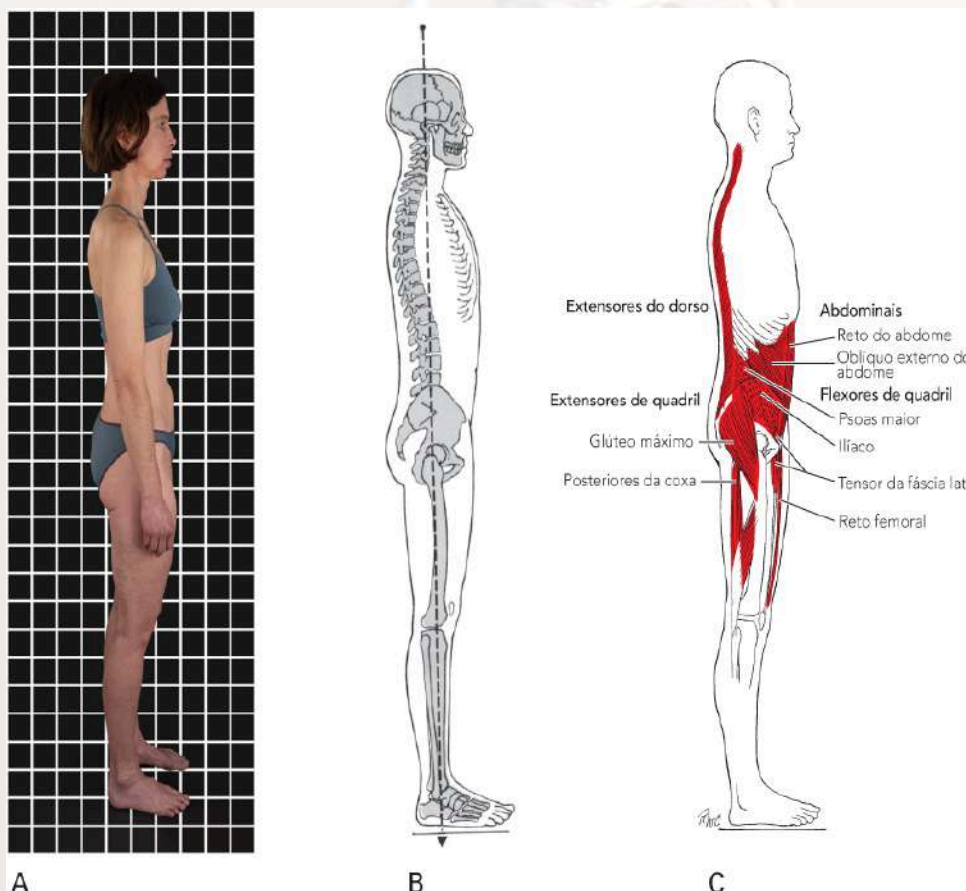 Extensores do dorso
Abdominais
Reto do abdome
Oblíquo externo do
abdome
Extensores de quadril
Flexores de quadril
Psoas maior
Glúteo máximo
Ilíaco
Posteriores da coxa
Tensor da fáscia lat
Reto femoral
A
B
C